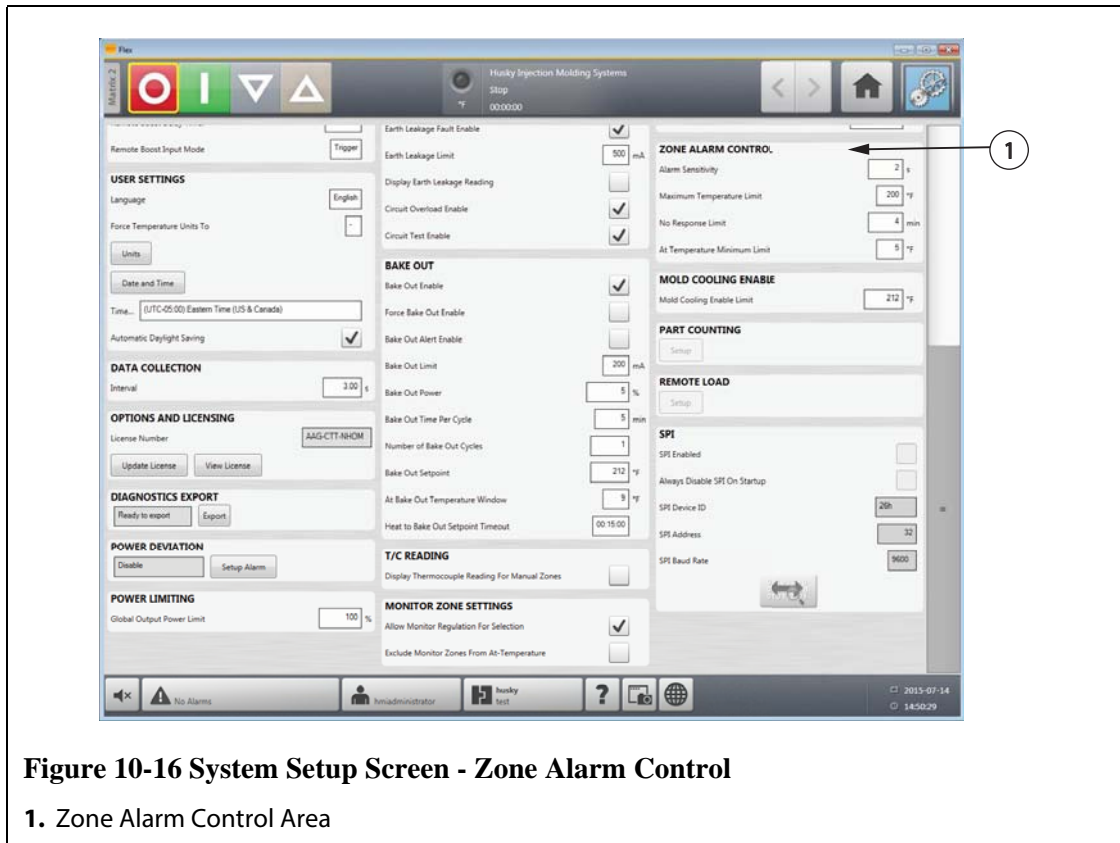 Flex
Matrix 2
Husky Injection Molding Systems
Stop
°F 00:00:00
Remote Boost Input Mode Trigger
USER SETTINGS
Language English
Force Temperature Units To -
Units
Date and Time
Time... (UTC-05:00) Eastern Time (US & Canada)
Automatic Daylight Saving
DATA COLLECTION
Interval 3.00 s
OPTIONS AND LICENSING
License Number AAG-CTT-NHOM
Update License View License
DIAGNOSTICS EXPORT
Ready to export Export
POWER DEVIATION
Disable Setup Alarm
POWER LIMITING
Global Output Power Limit 100 %
Earth Leakage Fault Enable
Earth Leakage Limit 500 mA
Display Earth Leakage Reading
Circuit Overload Enable
Circuit Test Enable
BAKE OUT
Bake Out Enable
Force Bake Out Enable
Bake Out Alert Enable
Bake Out Limit 200 mA
Bake Out Power 5 %
Bake Out Time Per Cycle 5 min
Number of Bake Out Cycles 1
Bake Out Setpoint 212 °F
At Bake Out Temperature Window 9 °F
Heat to Bake Out Setpoint Timeout 00:15:00
T/C READING
Display Thermocouple Reading For Manual Zones
MONITOR ZONE SETTINGS
Allow Monitor Regulation For Selection
Exclude Monitor Zones From At-Temperature
ZONE ALARM CONTROL
Alarm Sensitivity 2 s
Maximum Temperature Limit 200 °F
No Response Limit 4 min
At Temperature Minimum Limit 5 °F
MOLD COOLING ENABLE
Mold Cooling Enable Limit 212 °F
PART COUNTING
Setup
REMOTE LOAD
Setup
SPI
SPI Enabled
Always Disable SPI On Startup
SPI Device ID 26h
SPI Address 32
SPI Baud Rate 9600
1
No Alarms
hmiadministrator
husky
test
?
2015-07-14
14:50:29
Figure 10-16 System Setup Screen - Zone Alarm Control
1. Zone Alarm Control Area